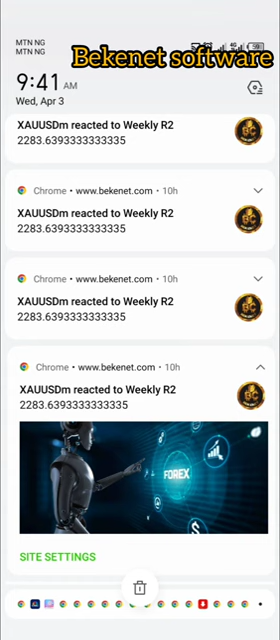 MTN NG
MTN NG
Bekenet software
9:41 AM
Wed, Apr 3
XAUUSDm reacted to Weekly R2
2283.6393333333335
Chrome • www.bekenet.com • 10h
XAUUSDm reacted to Weekly R2
2283.6393333333335
Chrome • www.bekenet.com • 10h
XAUUSDm reacted to Weekly R2
2283.6393333333335
Chrome • www.bekenet.com • 10h
XAUUSDm reacted to Weekly R2
2283.6393333333335
FOREX
SITE SETTINGS